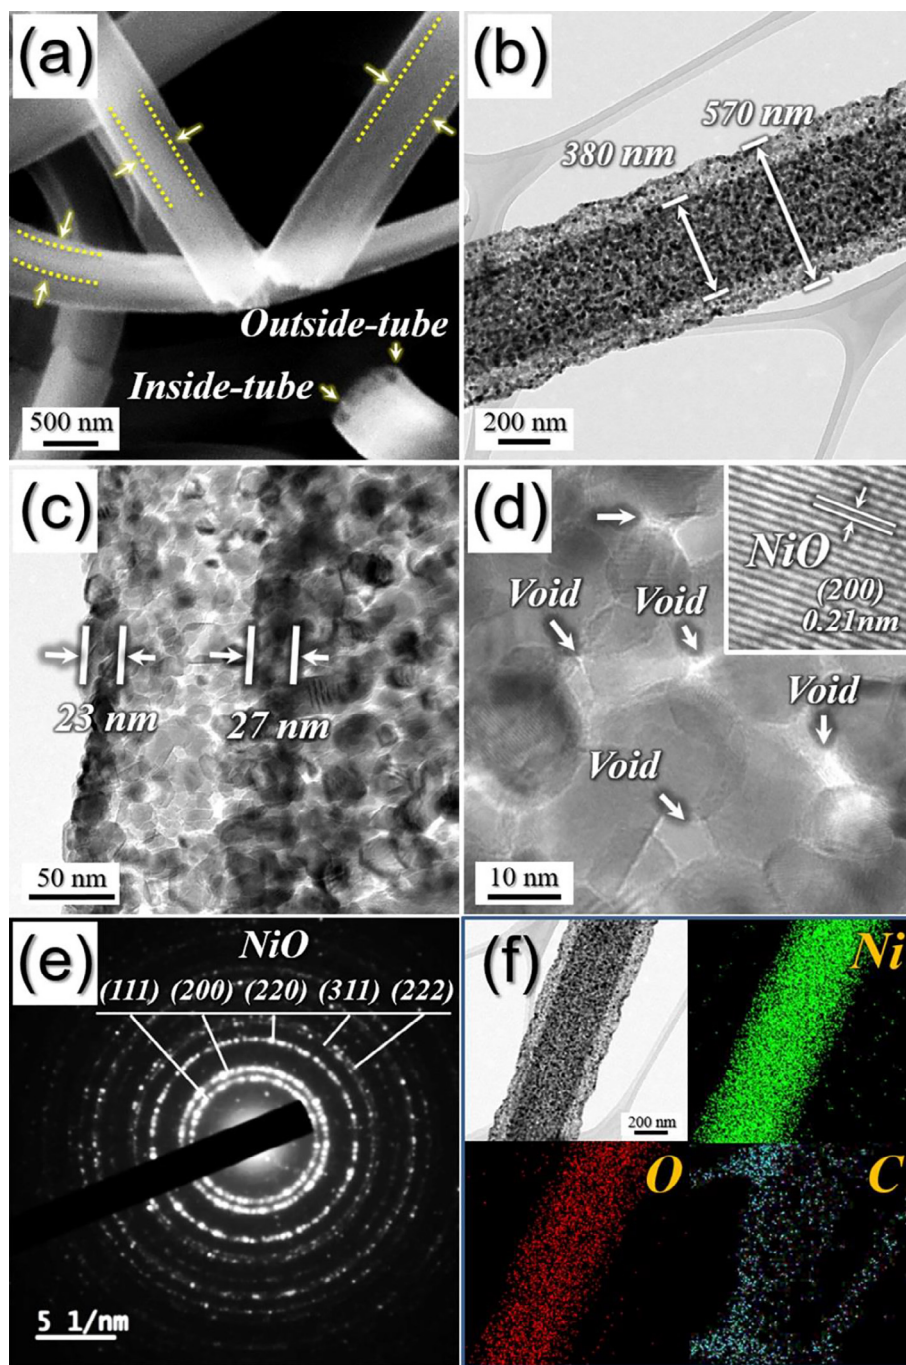 (a)
Outside-tube
Inside-tube
500 nm
(b)
570 nm
380 nm
200 nm
(c)
23 nm
27 nm
50 nm
(d)
NiO
(200)
0.21nm
Void
Void
Void
Void
10 nm
(e)
NiO
(111) (200) (220) (311) (222)
5 1/nm
(f)
200 nm
Ni
O
C